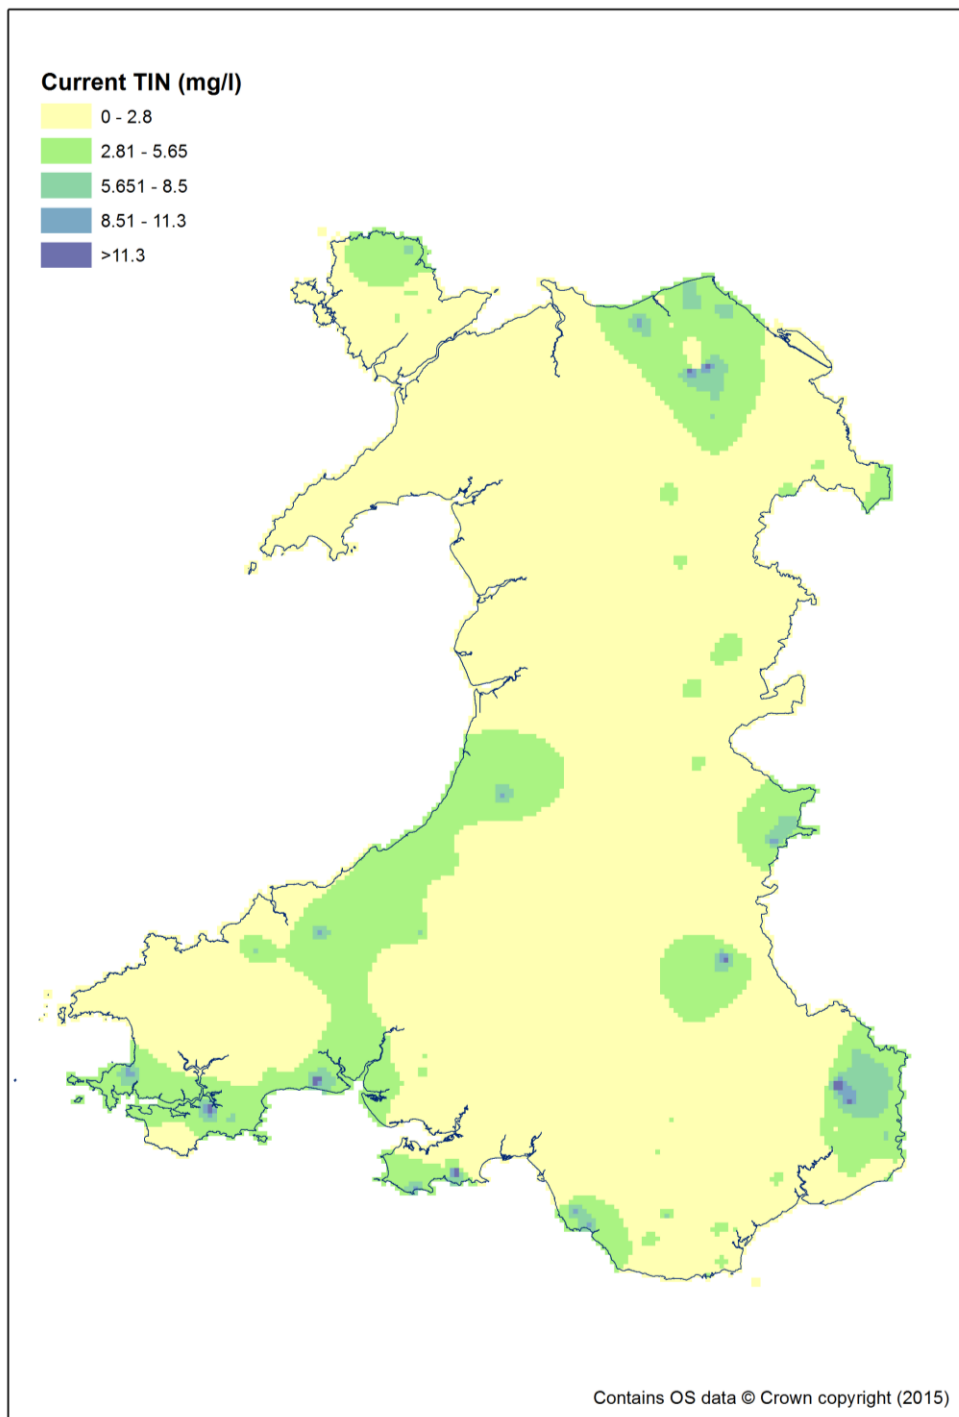 Current TIN (mg/l)
0 - 2.8
2.81 - 5.65
5.651 - 8.5
8.51 - 11.3
>11.3
Contains OS data © Crown copyright (2015)